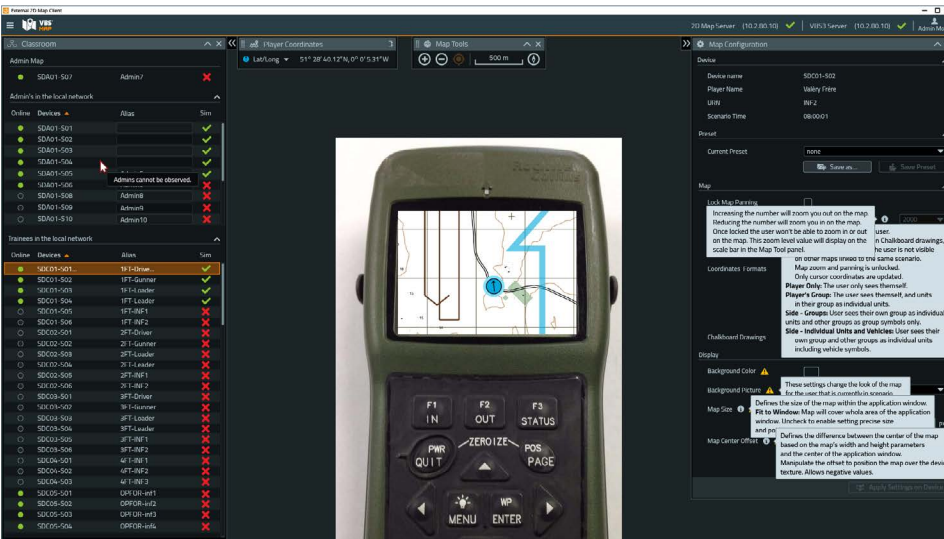 External 2D Map Client
VBS MAP
2D Map Server (10.2.80.10)
VBS3 Server (10.2.80.10)
Classroom
Admin Map
SDA01-S07 Admin7
Admin's in the local network
Online Devices Alias Sim
SDA01-S01
SDA01-S02
SDA01-S03
SDA01-S04
SDA01-S05
SDA01-S06
SDA01-S08 Admin8
SDA01-S09 Admin9
SDA01-S10 Admin10
Admins cannot be observed.
Trainees in the local network
Online Devices Alias Sim
SDC01-S01... 1FT-Drive...
SDC01-S02 1FT-Gunner
SDC01-S03 1FT-Loader
SDC01-S04 1FT-Leader
SDC01-S05 1FT-INF1
SDC01-S06 1FT-INF2
SDC02-S01 2FT-Driver
SDC02-S02 2FT-Gunner
SDC02-S03 2FT-Loader
SDC02-S04 2FT-Leader
SDC02-S05 2FT-INF1
SDC02-S06 2FT-INF2
SDC03-S01 3FT-Driver
SDC03-S02 3FT-Gunner
SDC03-S03 3FT-Loader
SDC03-S04 3FT-Leader
SDC03-S05 3FT-INF1
SDC03-S06 3FT-INF2
SDC04-S01 4FT-INF1
SDC04-S02 4FT-INF2
SDC04-S03 4FT-INF3
SDC05-S01 OPFOR-inf1
SDC05-S02 OPFOR-inf2
SDC05-S03 OPFOR-inf3
SDC05-S04 OPFOR-inf4
Player Coordinates
Lat/Long 51° 28' 40.12"N, 0° 0' 5.31"W
Map Tools
500 m
1
F1 F2 F3
IN OUT STATUS
ZEROIZE
PWR POS
QUIT PAGE
WP
MENU ENTER
Map Configuration
Device
Device name SDC01-S02
Player Name Valéry Frère
URN INF2
Scenario Time 08:00:01
Preset
Current Preset none
Save as... Save Preset
Map
Lock Map Panning
2000
Increasing the number will zoom you out on the map.
Reducing the number will zoom you in on the map.
Once locked the user won't be able to zoom in or out
on the map. This zoom level value will display on the
scale bar in the Map Tool panel.
user.
n Chalkboard drawings,
he user is not visible
on other maps linked to the same scenario.
Map zoom and panning is unlocked.
Only cursor coordinates are updated.
Player Only: The user only sees themself.
Player's Group: The user sees themself, and units
in their group as individual units.
Side - Groups: User sees their own group as individual
units and other groups as group symbols only.
Side - Individual Units and Vehicles: User sees their
own group and other groups as individual units
including vehicle symbols.
Coordinates Formats
Chalkboard Drawings
Display
Background Color
Background Picture
These settings change the look of the map
for the user that is currently in scenario.
Map Size
Defines the size of the map within the application window.
Fit to Window: Map will cover whola area of the application
window. Uncheck to enable setting precise size
and po
Map Center Offset
Defines the difference between the center of the map
based on the map's width and height parameters
and the center of the application window.
Manipulate the offset to position the map over the devic
texture. Allows negative values.
Apply Settings on Device